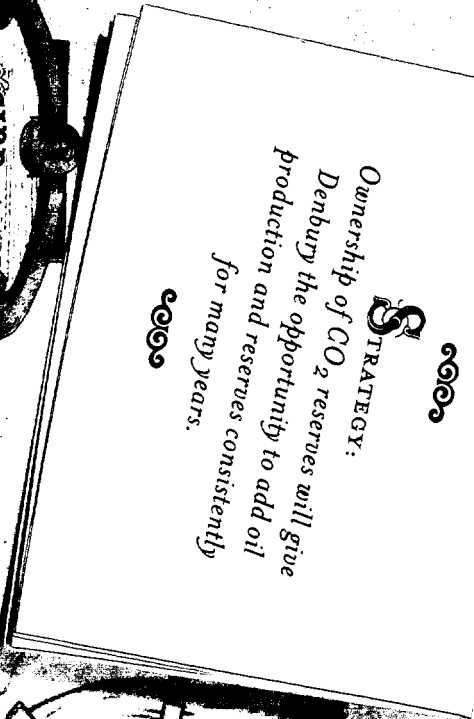 STRATEGY:
Ownership of CO2 reserves will give
Denbury the opportunity to add oil
production and reserves consistently
for many years.